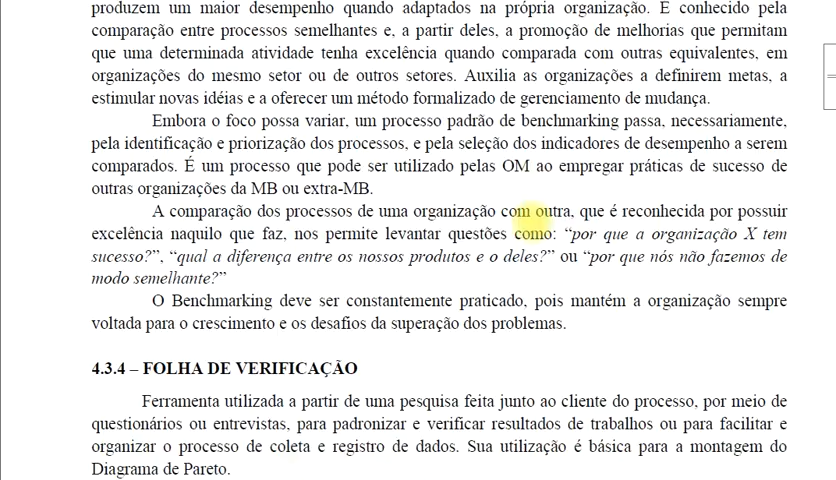 produzem um maior desempenho quando adaptados na própria organização. É conhecido pela
comparação entre processos semelhantes e, a partir deles, a promoção de melhorias que permitam
que uma determinada atividade tenha excelência quando comparada com outras equivalentes, em
organizações do mesmo setor ou de outros setores. Auxilia as organizações a definirem metas, a
estimular novas idéias e a oferecer um método formalizado de gerenciamento de mudança.
Embora o foco possa variar, um processo padrão de benchmarking passa, necessariamente,
pela identificação e priorização dos processos, e pela seleção dos indicadores de desempenho a serem
comparados. É um processo que pode ser utilizado pelas OM ao empregar práticas de sucesso de
outras organizações da MB ou extra-MB.
A comparação dos processos de uma organização com outra, que é reconhecida por possuir
excelência naquilo que faz, nos permite levantar questões como: “por que a organização X tem
sucesso?”, “qual a diferença entre os nossos produtos e o deles?” ou “por que nós não fazemos de
modo semelhante?”
O Benchmarking deve ser constantemente praticado, pois mantém a organização sempre
voltada para o crescimento e os desafios da superação dos problemas.
4.3.4 – FOLHA DE VERIFICAÇÃO
Ferramenta utilizada a partir de uma pesquisa feita junto ao cliente do processo, por meio de
questionários ou entrevistas, para padronizar e verificar resultados de trabalhos ou para facilitar e
organizar o processo de coleta e registro de dados. Sua utilização é básica para a montagem do
Diagrama de Pareto.